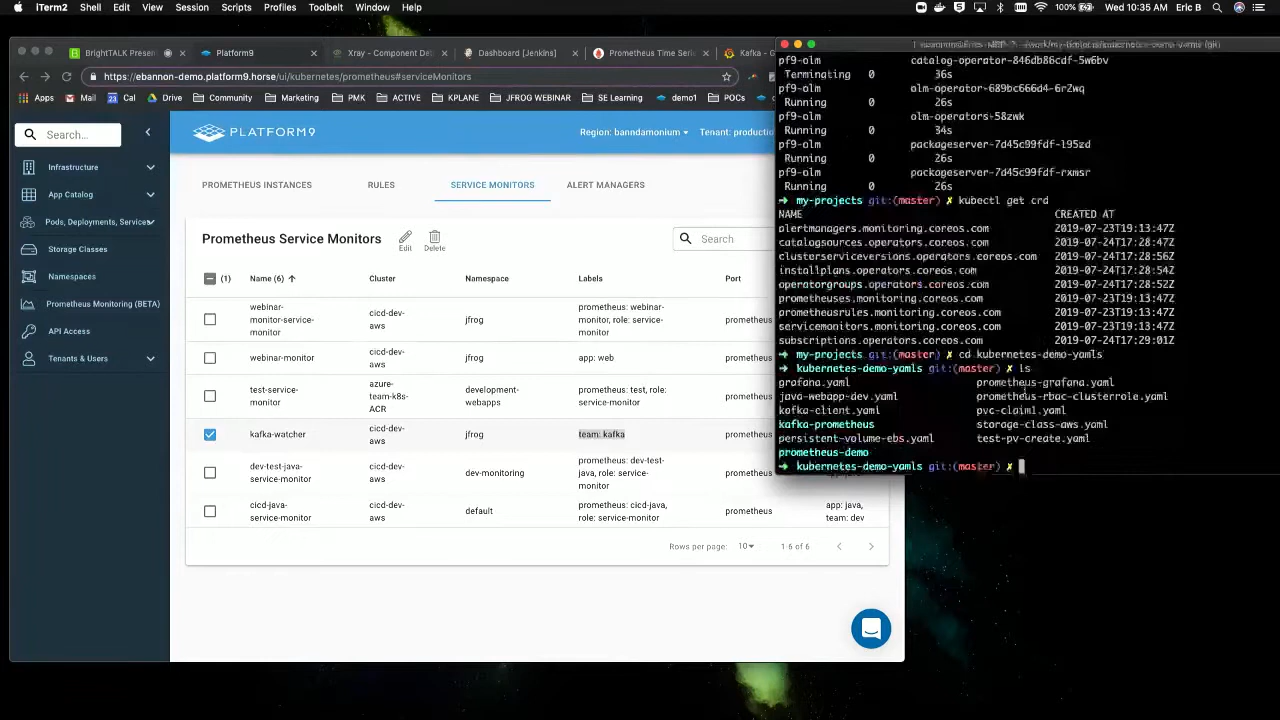 iTerm2 Shell Edit View Session Scripts Profiles Toolbelt Window Help
100% Wed 10:35 AM Eric B
BrightTALK Presen
Platform9
Xray - Component De
Dashboard [Jenkins]
Prometheus Time Serie
Kafka - G
https://ebannon-demo.platform9.horse/ui/kubernetes/prometheus#serviceMonitors
Apps Mail Cal Drive Community Marketing PMK ACTIVE KPLANE JFROG WEBINAR SE Learning demo1 POCs
Search...
Infrastructure
App Catalog
Pods, Deployments, Services
Storage Classes
Namespaces
Prometheus Monitoring (BETA)
API Access
Tenants & Users
PLATFORM9
Region: banndamonium
Tenant: productio
PROMETHEUS INSTANCES RULES SERVICE MONITORS ALERT MANAGERS
Prometheus Service Monitors
Edit
Delete
Search
(1) Name (6) Cluster Namespace Labels Port
webinar-monitor-service-monitor cicd-dev-aws jfrog prometheus: webinar-monitor, role: service-monitor prometheus
webinar-monitor cicd-dev-aws jfrog app: web prometheus
test-service-monitor azure-team-k8s-ACR development-webapps prometheus: test, role: service-monitor prometheus
kafka-watcher cicd-dev-aws jfrog team: kafka prometheus
dev-test-java-service-monitor cicd-dev-aws dev-monitoring prometheus: dev-test-java, role: service-monitor prometheus
cicd-java-service-monitor cicd-dev-aws default prometheus: cicd-java, role: service-monitor prometheus app: java, team: dev
Rows per page: 10 1-6 of 6
pf9-olm catalog-operator-846db86cdf-5w6bv
Terminating 0 36s
pf9-olm olm-operator-689bc666d4-6r2wq
Running 0 26s
pf9-olm olm-operators-58zwk
Running 0 34s
pf9-olm packageserver-7d45c99fdf-l95zd
Running 0 26s
pf9-olm packageserver-7d45c99fdf-rxmsr
Running 0 26s
➜ my-projects git:(master) ✗ kubectl get crd
NAME CREATED AT
alertmanagers.monitoring.coreos.com 2019-07-23T19:13:47Z
catalogsources.operators.coreos.com 2019-07-24T17:28:47Z
clusterserviceversions.operators.coreos.com 2019-07-24T17:28:56Z
installplans.operators.coreos.com 2019-07-24T17:28:54Z
operatorgroups.operators.coreos.com 2019-07-24T17:28:52Z
prometheuses.monitoring.coreos.com 2019-07-23T19:13:47Z
prometheusrules.monitoring.coreos.com 2019-07-23T19:13:47Z
servicemonitors.monitoring.coreos.com 2019-07-23T19:13:47Z
subscriptions.operators.coreos.com 2019-07-24T17:29:01Z
➜ my-projects git:(master) ✗ cd kubernetes-demo-yamls
➜ kubernetes-demo-yamls git:(master) ✗ ls
grafana.yaml prometheus-grafana.yaml
java-webapp-dev.yaml prometheus-rbac-clusterrole.yaml
kafka-client.yaml pvc-claim1.yaml
kafka-prometheus storage-class-aws.yaml
persistent-volume-ebs.yaml test-pv-create.yaml
prometheus-demo
➜ kubernetes-demo-yamls git:(master) ✗